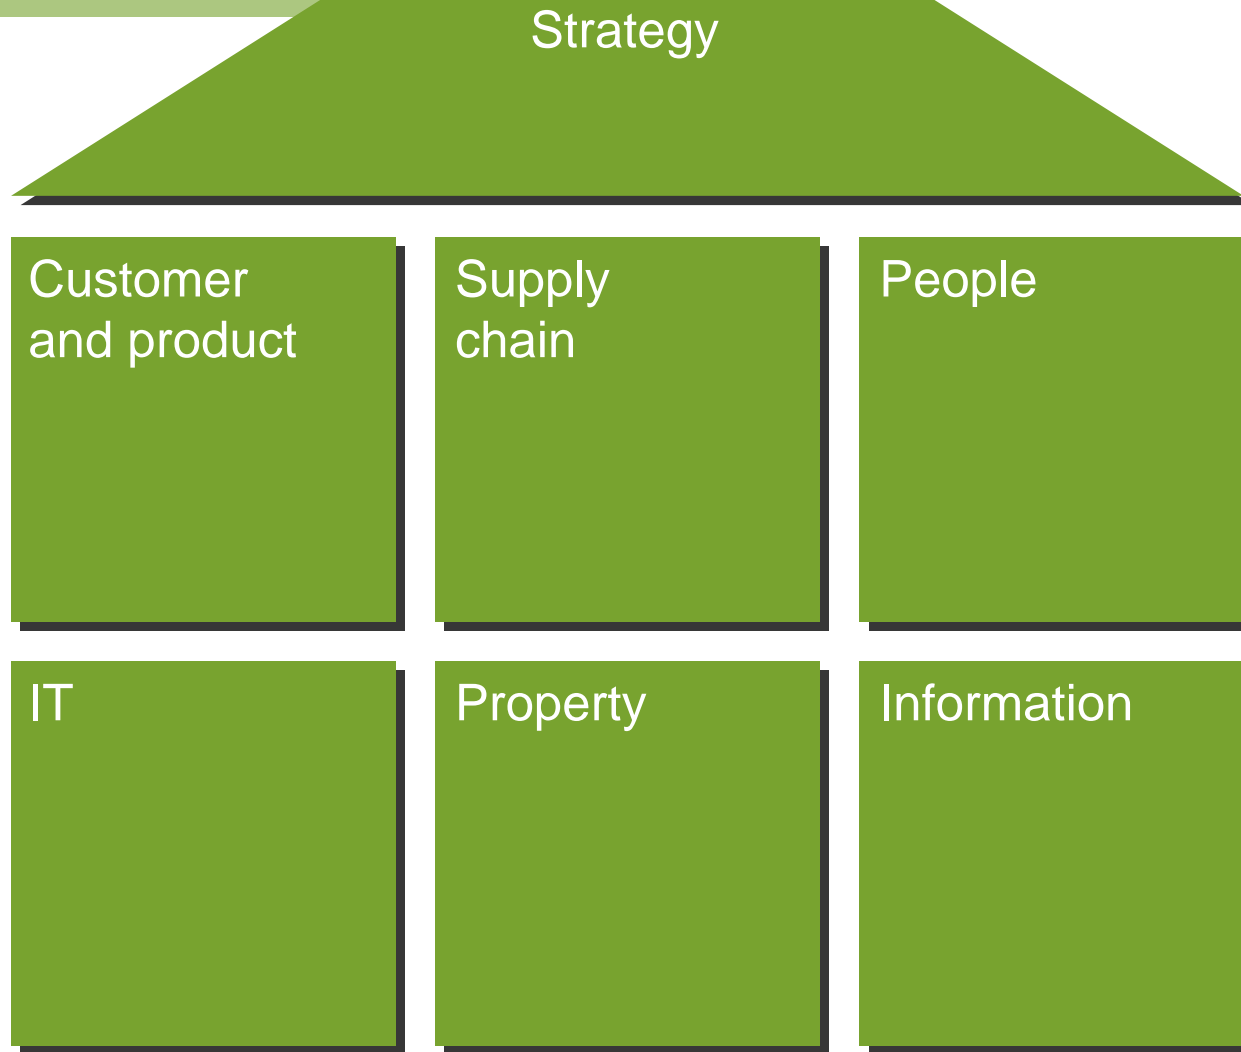 Strategy
Customer
and product
Supply
chain
People
IT
Property
Information